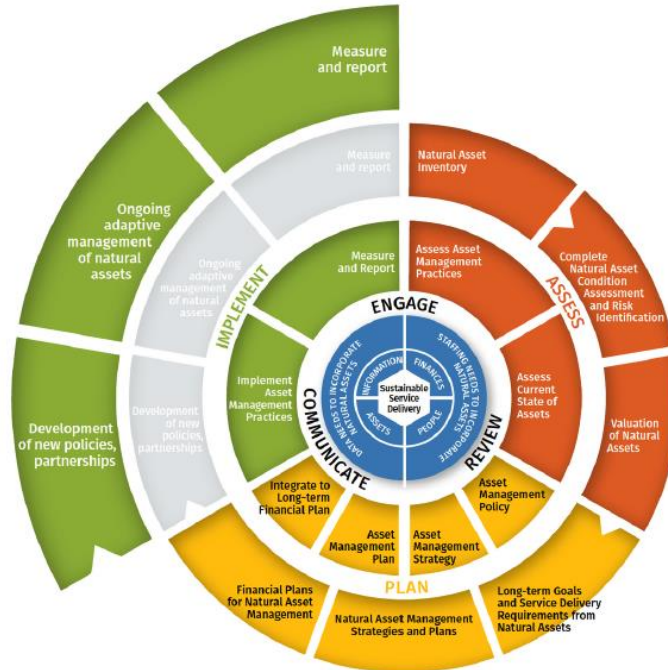 Measure
and report
Ongoing
adaptive
management
of natural
assets
Development
of new policies,
partnerships
Measure
and report
Ongoing
adaptive
management
of natural
assets
Development
of new
policies,
partnerships
Natural Asset
Inventory
Complete
Natural Asset
Condition
Assessment
and Risk
Identification
Valuation
of Natural
Assets
Long-term Goals
and Service Delivery
Requirements from
Natural Assets
Natural Asset Management
Strategies and Plans
Financial Plans
for Natural Asset
Management
IMPLEMENT
ASSESS
PLAN
Measure
and Report
Implement
Asset
Management
Practices
Assess Asset
Management
Practices
Assess
Current
State of
Assets
Asset
Management
Policy
Asset
Management
Strategy
Asset
Management
Plan
Integrate to
Long-term
Financial Plan
ENGAGE
REVIEW
COMMUNICATE
DATA NEEDS TO INCORPORATE
NATURAL ASSETS
STAFFING NEEDS TO INCORPORATE
NATURAL ASSETS
INFORMATION
FINANCES
ASSETS
PEOPLE
Sustainable
Service
Delivery